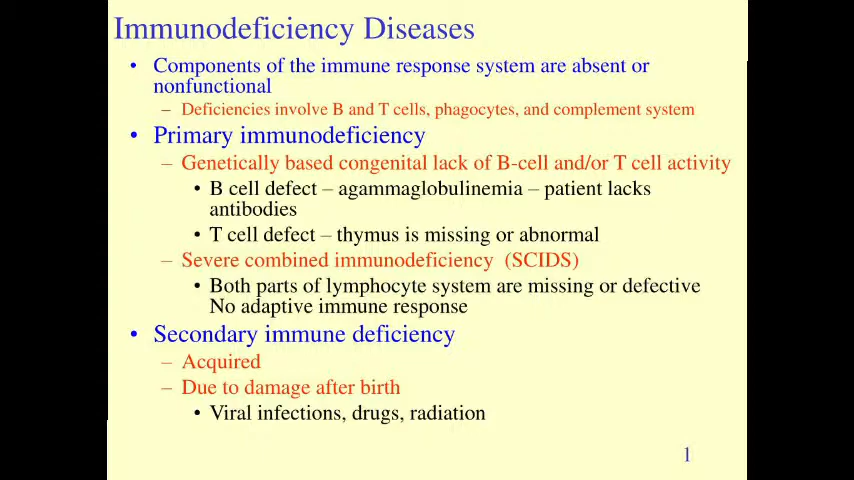 Immunodeficiency Diseases
• Components of the immune response system are absent or
nonfunctional
– Deficiencies involve B and T cells, phagocytes, and complement system
• Primary immunodeficiency
– Genetically based congenital lack of B-cell and/or T cell activity
• B cell defect – agammaglobulinemia – patient lacks
antibodies
• T cell defect – thymus is missing or abnormal
– Severe combined immunodeficiency (SCIDS)
• Both parts of lymphocyte system are missing or defective
No adaptive immune response
• Secondary immune deficiency
– Acquired
– Due to damage after birth
• Viral infections, drugs, radiation
1